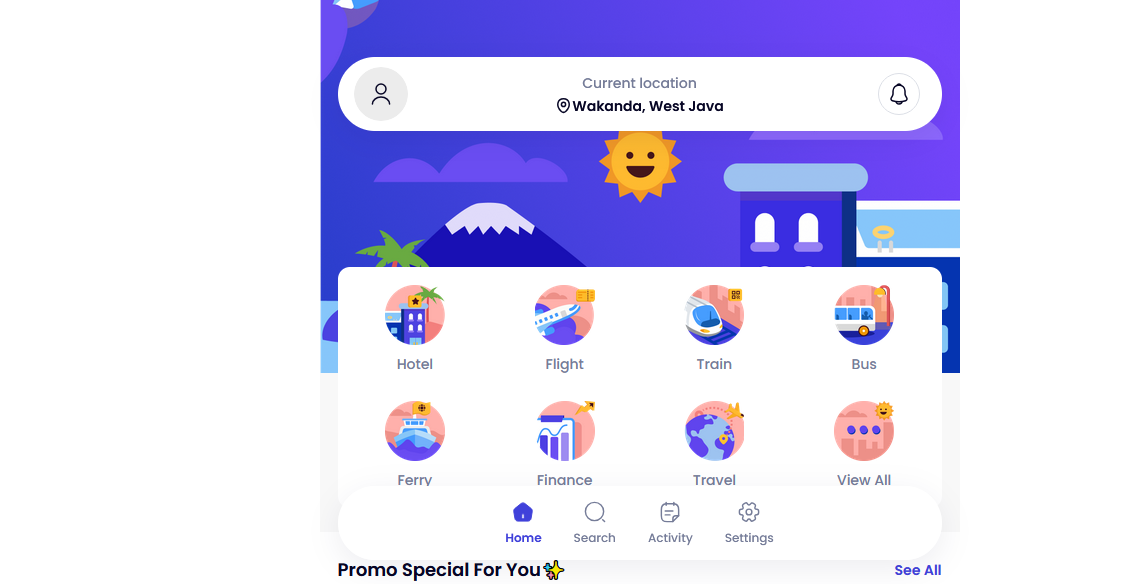 Current location
Wakanda, West Java
Hotel
Flight
Train
Bus
Ferry
Finance
Travel
View All
Home
Search
Activity
Settings
Promo Special For You✨
See All